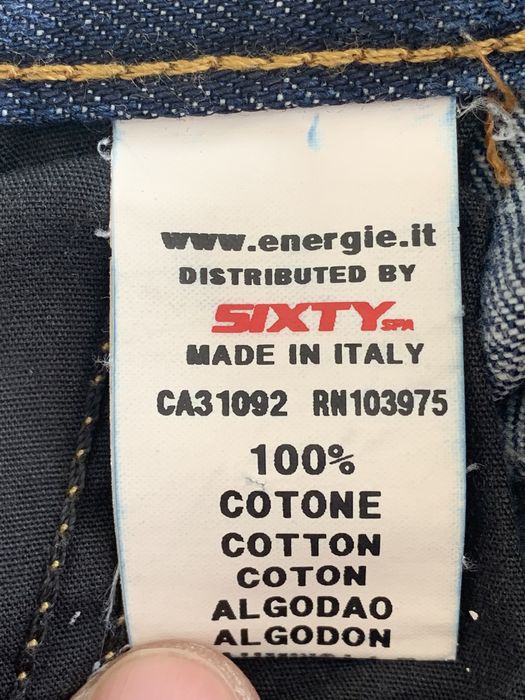 www.energie.it
DISTRIBUTED BY
SIXTY SPA
MADE IN ITALY
CA31092 RN103975
100%
COTONE
COTTON
COTON
ALGODAO
ALGODON